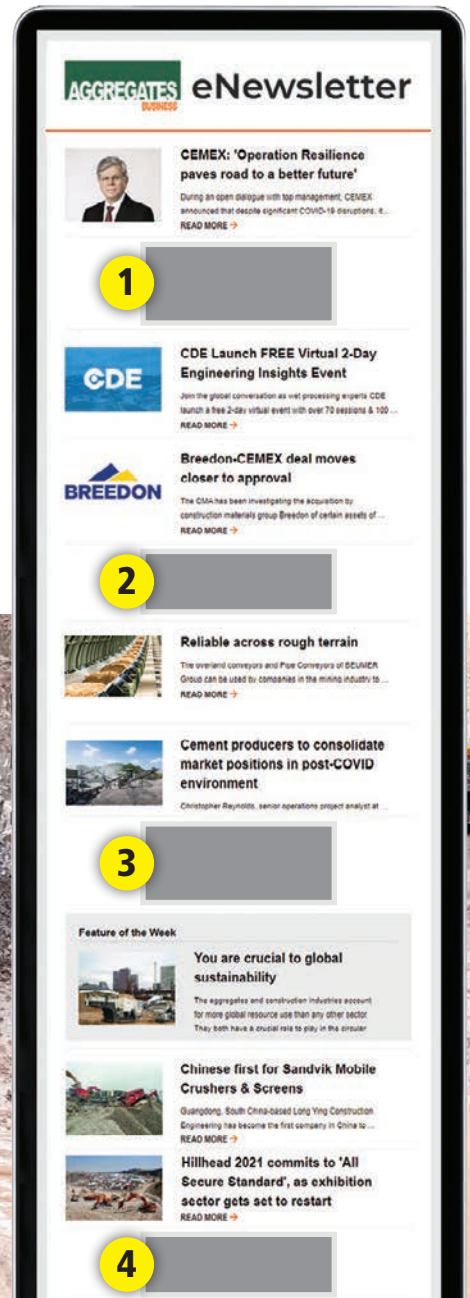 AGGREGATES
BUSINESS
eNewsletter
CEMEX: 'Operation Resilience
paves road to a better future'
During an open dialogue with top management, CEMEX
announced that despite significant COVID-19 disruptions, it...
READ MORE →
1
CDE
CDE Launch FREE Virtual 2-Day
Engineering Insights Event
Join the global conversation as wet processing experts CDE
launch a free 2-day virtual event with over 70 sessions & 100 ...
READ MORE →
BREEDON
Breedon-CEMEX deal moves
closer to approval
The CMA has been investigating the acquisition by
construction materials group Breedon of certain assets of ...
READ MORE →
2
Reliable across rough terrain
The overland conveyors and Pipe Conveyors of BEUMER
Group can be used by companies in the mining industry to ...
READ MORE →
Cement producers to consolidate
market positions in post-COVID
environment
Christopher Reynolds, senior operations project analyst at ...
3
Feature of the Week
You are crucial to global
sustainability
The aggregates and construction industries account
for more global resource use than any other sector.
They both have a crucial role to play in the circular
Chinese first for Sandvik Mobile
Crushers & Screens
Guangdong, South China-based Long Ying Construction
Engineering has become the first company in China to ...
READ MORE →
Hillhead 2021 commits to 'All
Secure Standard', as exhibition
sector gets set to restart
READ MORE →
4